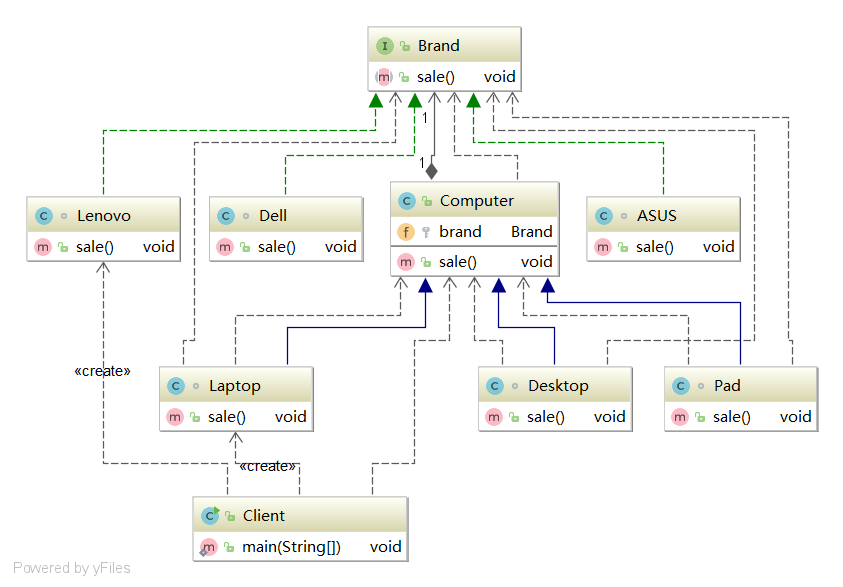 I Brand
m sale() void
1
1
C Lenovo
m sale() void
C Dell
m sale() void
C Computer
f brand Brand
m sale() void
C ASUS
m sale() void
«create»
C Laptop
m sale() void
C Desktop
m sale() void
C Pad
m sale() void
«create»
C Client
m main(String[]) void
Powered by yFiles